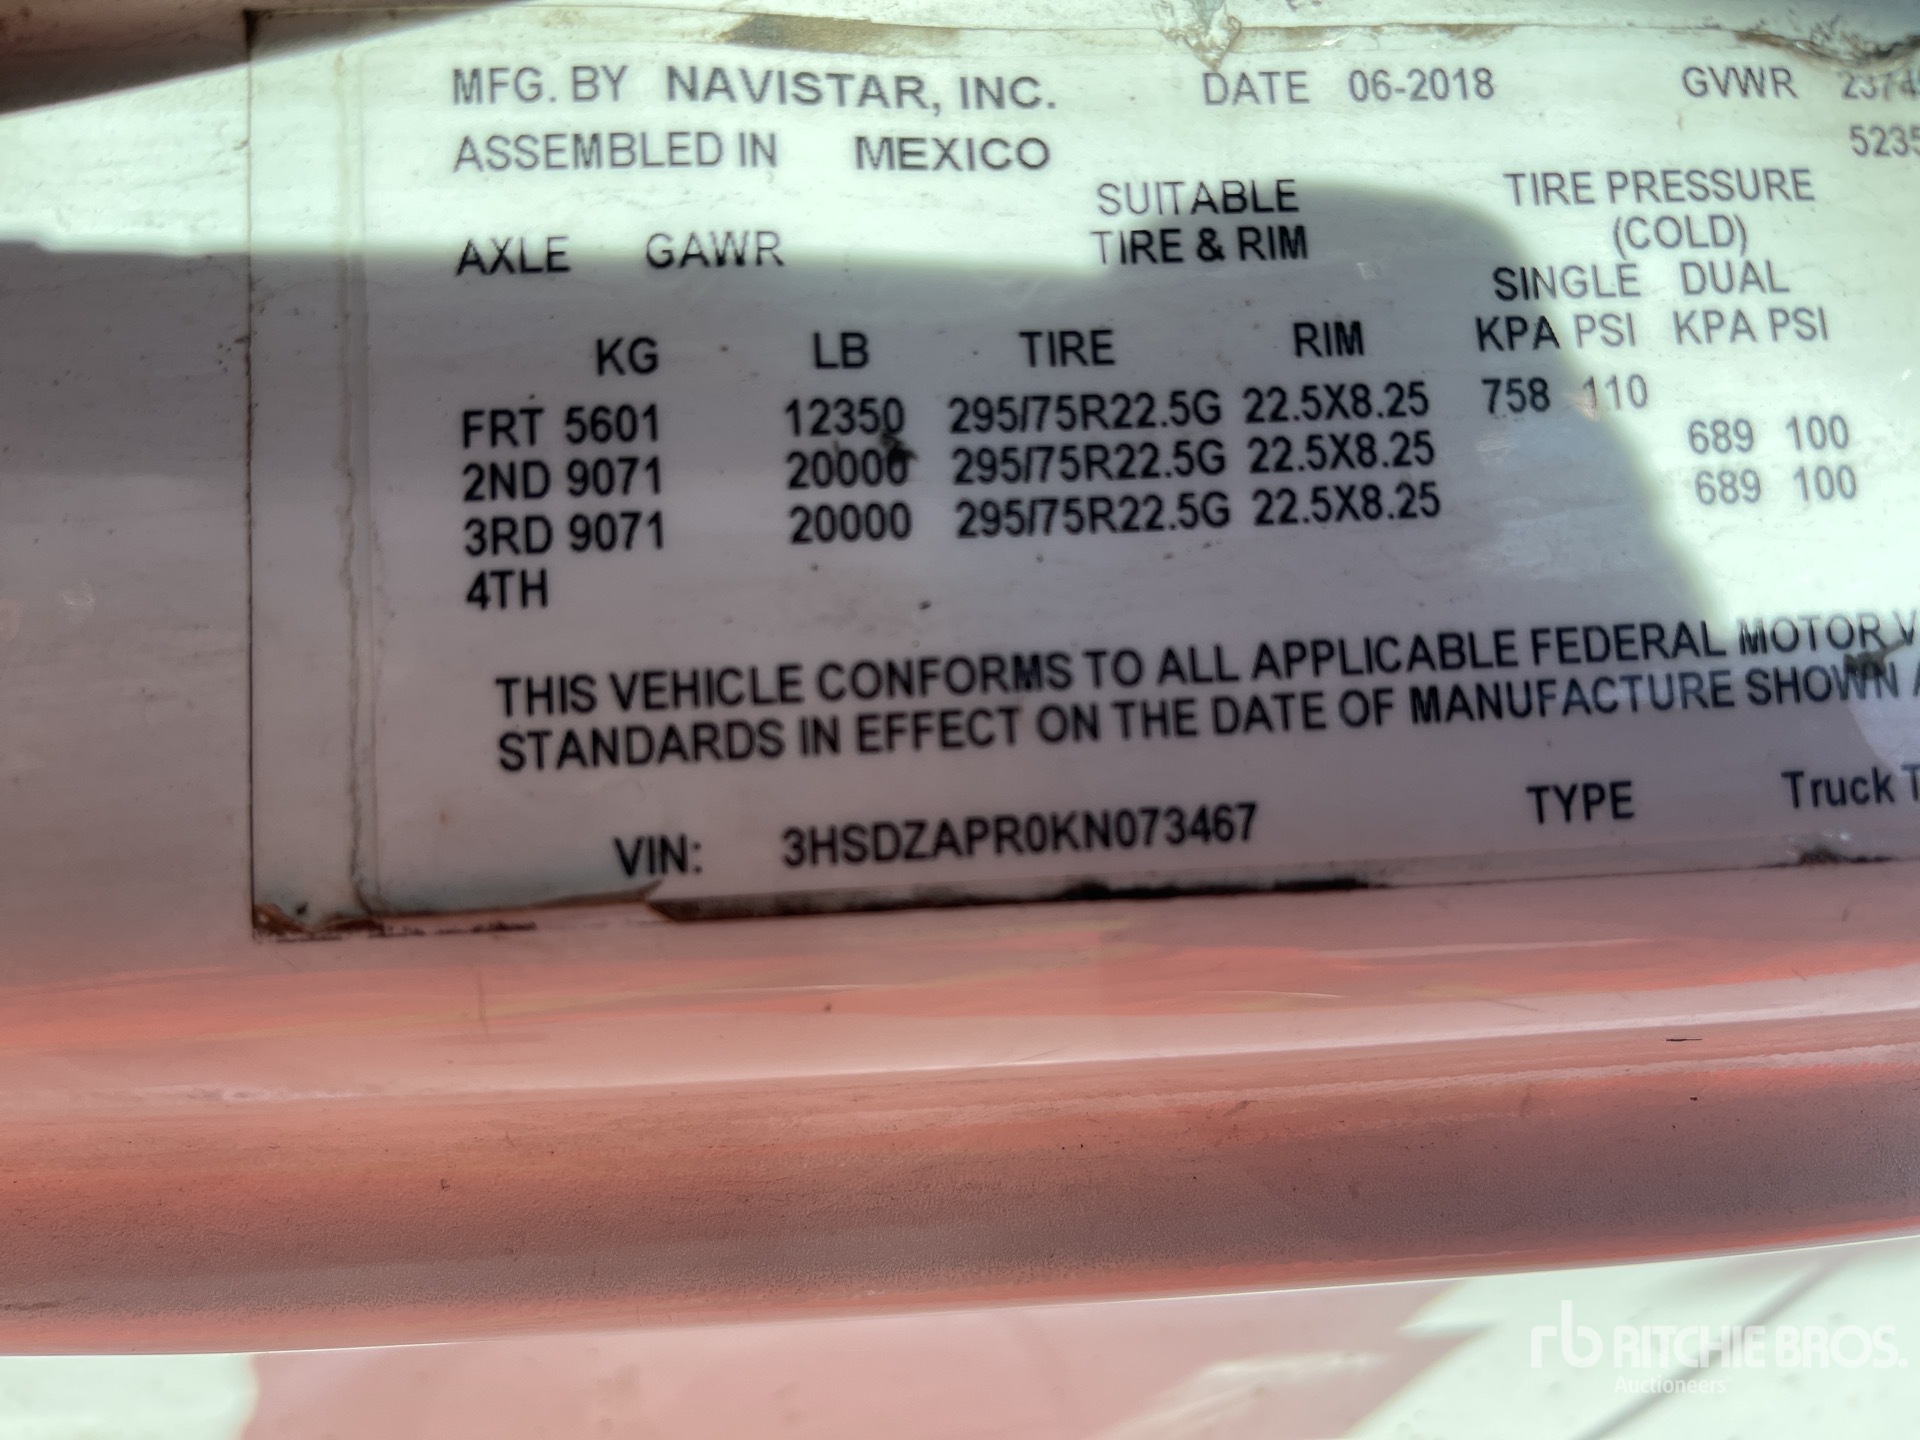 MFG. BY NAVISTAR, INC. DATE 06-2018 GVWR
ASSEMBLED IN MEXICO
SUITABLE TIRE PRESSURE
AXLE GAWR TIRE & RIM (COLD)
SINGLE DUAL
KG LB TIRE RIM KPA PSI KPA PSI
FRT 5601 12350 295/75R22.5G 22.5X8.25 758 110
2ND 9071 20000 295/75R22.5G 22.5X8.25 689 100
3RD 9071 20000 295/75R22.5G 22.5X8.25 689 100
4TH
THIS VEHICLE CONFORMS TO ALL APPLICABLE FEDERAL MOTOR V
STANDARDS IN EFFECT ON THE DATE OF MANUFACTURE SHOWN A
VIN: 3HSDZAPR0KN073467 TYPE Truck T
rb RITCHIE BROS.
Auctioneers